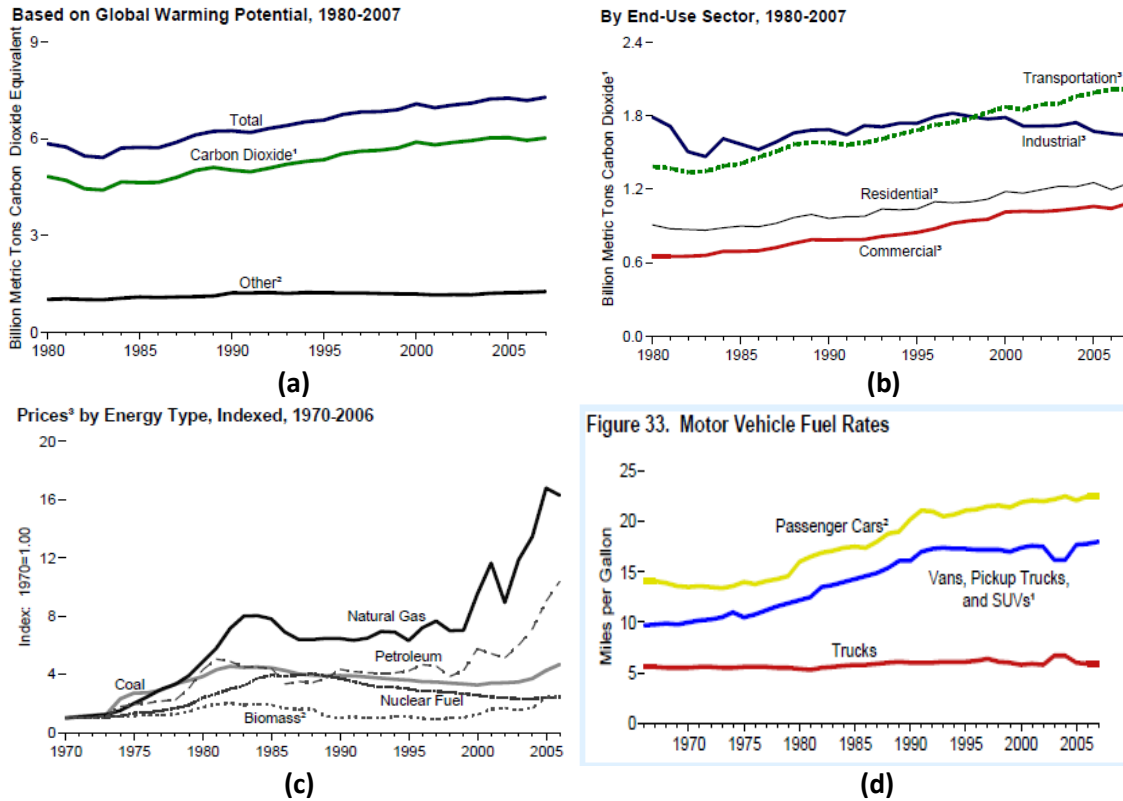 Based on Global Warming Potential, 1980-2007
Billion Metric Tons Carbon Dioxide Equivalent
9
6
3
0
Total
Carbon Dioxide¹
Other²
1980 1985 1990 1995 2000 2005
(a)
By End-Use Sector, 1980-2007
Billion Metric Tons Carbon Dioxide¹
2.4
1.8
1.2
0.6
0.0
Transportation³
Industrial³
Residential³
Commercial³
1980 1985 1990 1995 2000 2005
(b)
Prices³ by Energy Type, Indexed, 1970-2006
Index: 1970=1.00
20
16
12
8
4
0
Natural Gas
Petroleum
Coal
Nuclear Fuel
Biomass²
1970 1975 1980 1985 1990 1995 2000 2005
(c)
Figure 33. Motor Vehicle Fuel Rates
Miles per Gallon
25
20
15
10
5
0
Passenger Cars²
Vans, Pickup Trucks,
and SUVs¹
Trucks
1970 1975 1980 1985 1990 1995 2000 2005
(d)